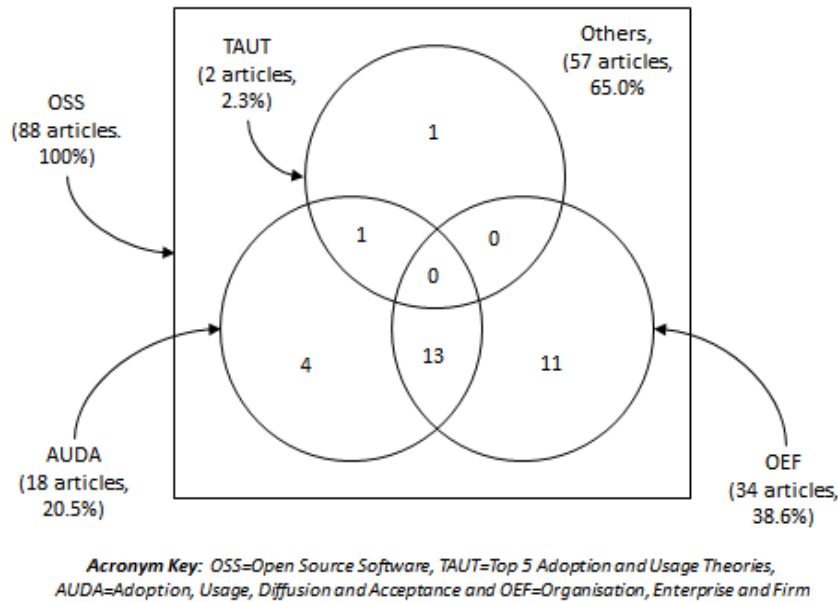 TAUT
(2 articles,
2.3%)
Others,
(57 articles,
65.0%
OSS
(88 articles.
100%)
1
1
0
0
4
13
11
AUDA
(18 articles,
20.5%)
OEF
(34 articles,
38.6%)
Acronym Key: OSS=Open Source Software, TAUT=Top 5 Adoption and Usage Theories,
AUDA=Adoption, Usage, Diffusion and Acceptance and OEF=Organisation, Enterprise and Firm